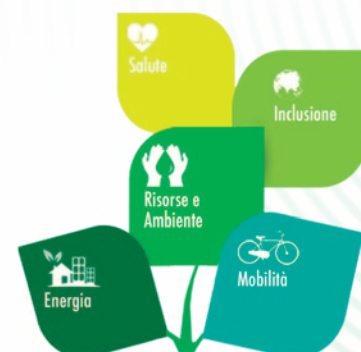 Salute
Inclusione
Risorse e
Ambiente
Mobilità
Energia